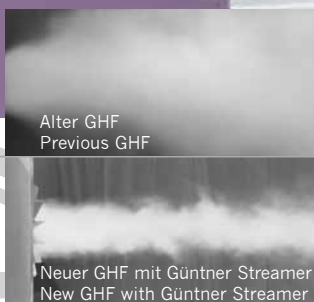 Alter GHF
Previous GHF
Neuer GHF mit Güntner Streamer
New GHF with Güntner Streamer